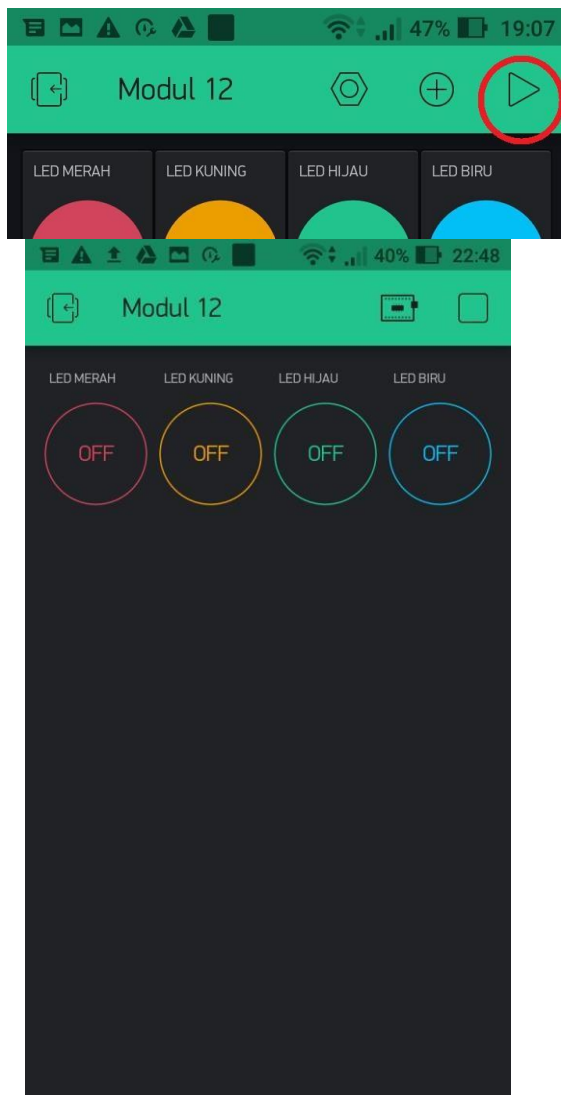 47% 19:07
Modul 12
LED MERAH LED KUNING LED HIJAU LED BIRU
40% 22:48
Modul 12
LED MERAH LED KUNING LED HIJAU LED BIRU
OFF OFF OFF OFF